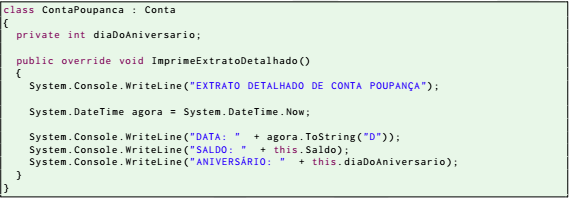 class ContaPoupanca : Conta
{
  private int diaDoAniversario;
  public override void ImprimeExtratoDetalhado()
  {
    System.Console.WriteLine("EXTRATO DETALHADO DE CONTA POUPANÇA");
    System.DateTime agora = System.DateTime.Now;
    System.Console.WriteLine("DATA: " + agora.ToString("D"));
    System.Console.WriteLine("SALDO: " + this.Saldo);
    System.Console.WriteLine("ANIVERSÁRIO: " + this.diaDoAniversario);
  }
}